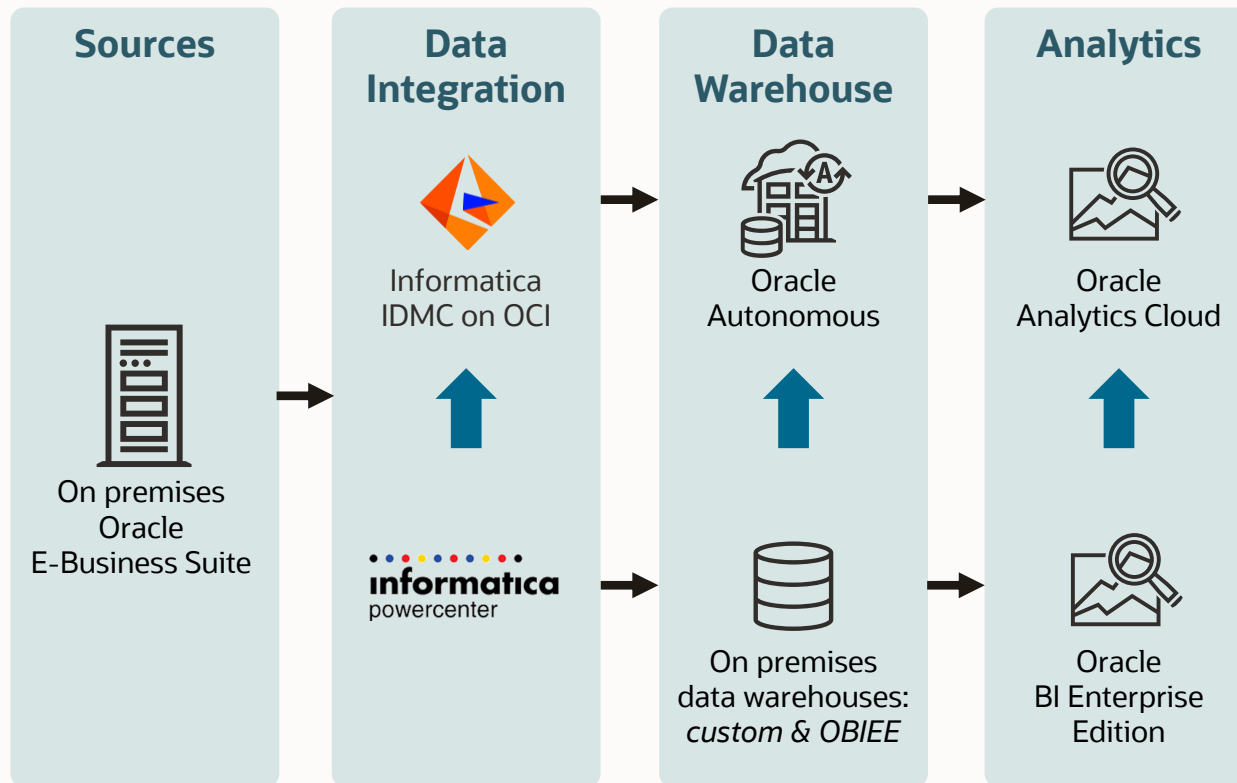 Sources
Data
Integration
Data
Warehouse
Analytics
A
Informatica
IDMC on OCI
Oracle
Autonomous
Oracle
Analytics Cloud
On premises
Oracle
E-Business Suite
informatica
powercenter
On premises
data warehouses:
custom & OBIEE
Oracle
BI Enterprise
Edition